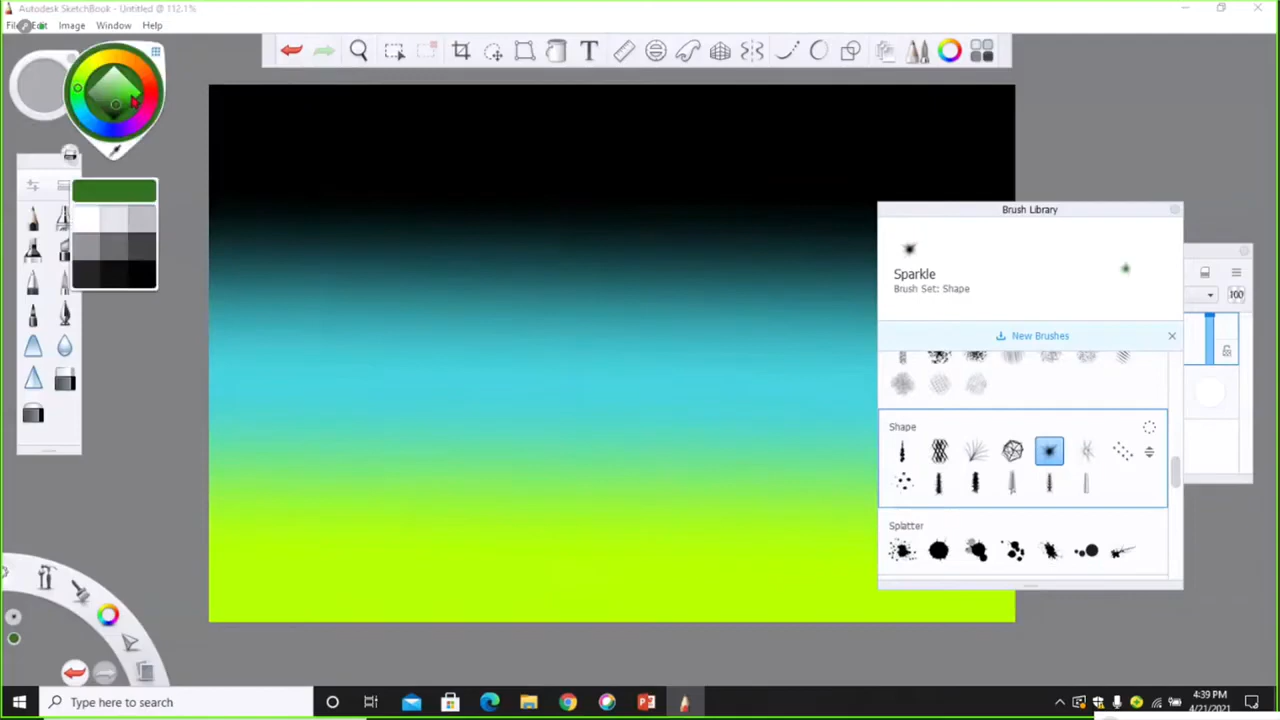 Autodesk SketchBook - Untitled @ 112.1%
File Edit Image Window Help
T
Brush Library
Sparkle
Brush Set: Shape
100
New Brushes
Shape
Splatter
Type here to search
4:39 PM
4/21/2021